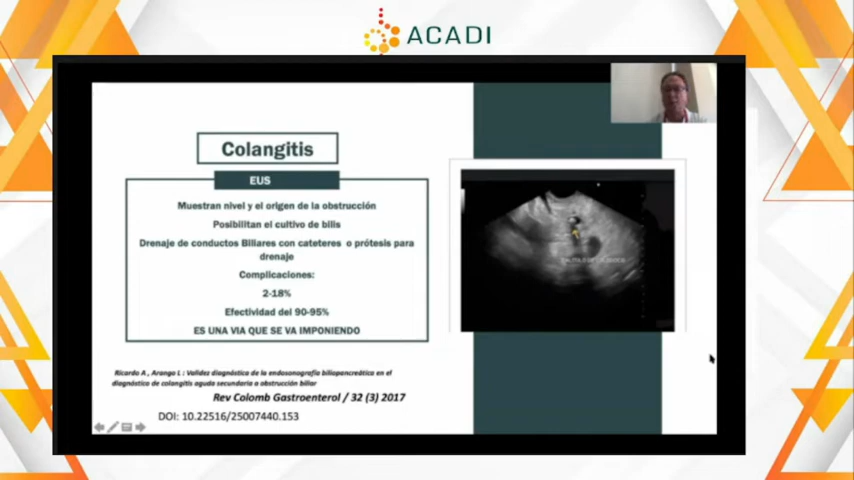 ACADI
Colangitis
EUS
Muestran nivel y el origen de la obstrucción
Posibilitan el cultivo de bilis
Drenaje de conductos Biliares con cateteres o prótesis para
drenaje
Complicaciones:
2-18%
Efectividad del 90-95%
ES UNA VIA QUE SE VA IMPONIENDO
Ricardo A , Arango L : Validez diagnóstica de la endosonografía biliopancreática en el
diagnóstico de colangitis aguda secundaria a obstrucción biliar
Rev Colomb Gastroenterol / 32 (3) 2017
DOI: 10.22516/25007440.153